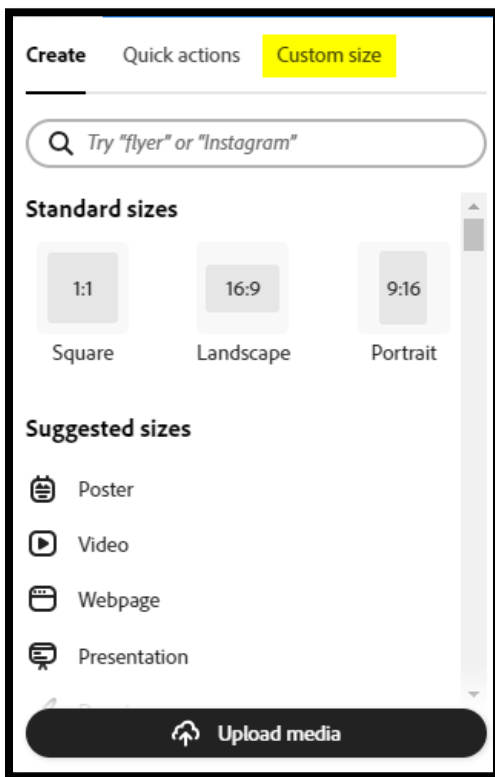 Create Quick actions Custom size
Try "flyer" or "Instagram"
Standard sizes
1:1 16:9 9:16
Square Landscape Portrait
Suggested sizes
Poster
Video
Webpage
Presentation
Upload media